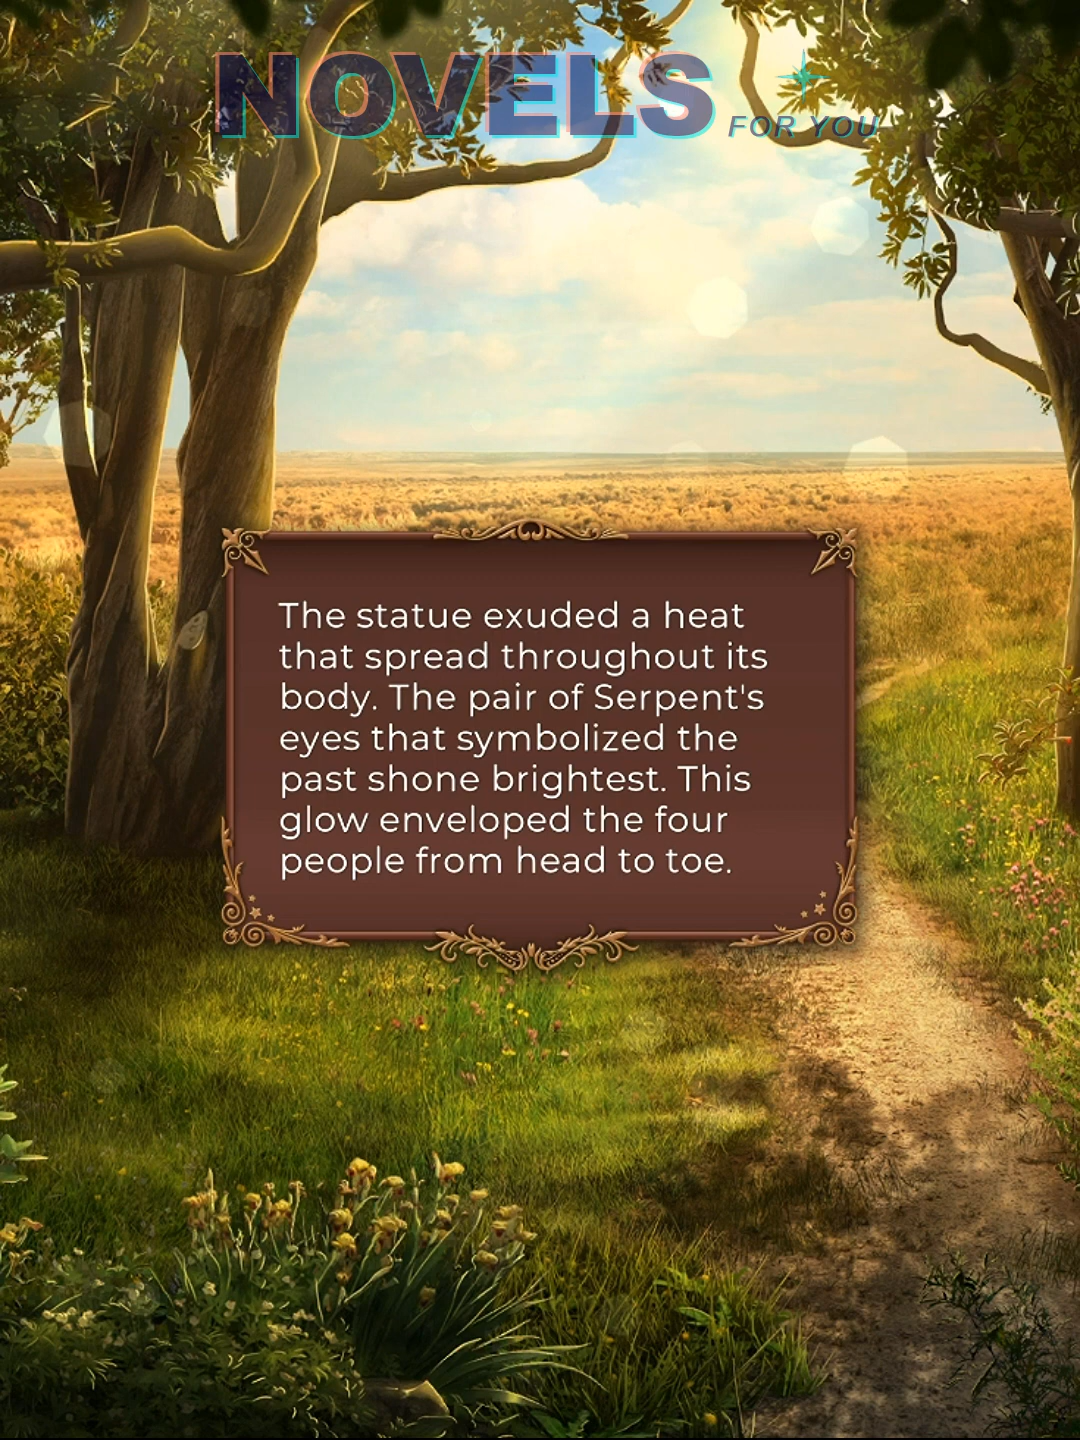 NOVELS FOR YOU
The statue exuded a heat
that spread throughout its
body. The pair of Serpent's
eyes that symbolized the
past shone brightest. This
glow enveloped the four
people from head to toe.